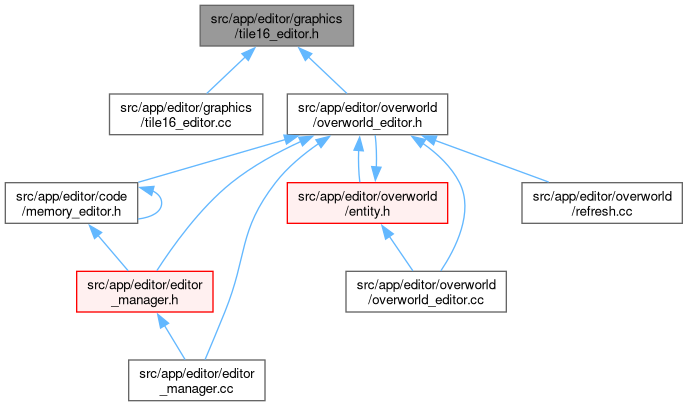 src/app/editor/graphics
/tile16_editor.h
src/app/editor/graphics
/tile16_editor.cc
src/app/editor/overworld
/overworld_editor.h
src/app/editor/code
/memory_editor.h
src/app/editor/overworld
/entity.h
src/app/editor/overworld
/refresh.cc
src/app/editor/editor
_manager.h
src/app/editor/overworld
/overworld_editor.cc
src/app/editor/editor
_manager.cc